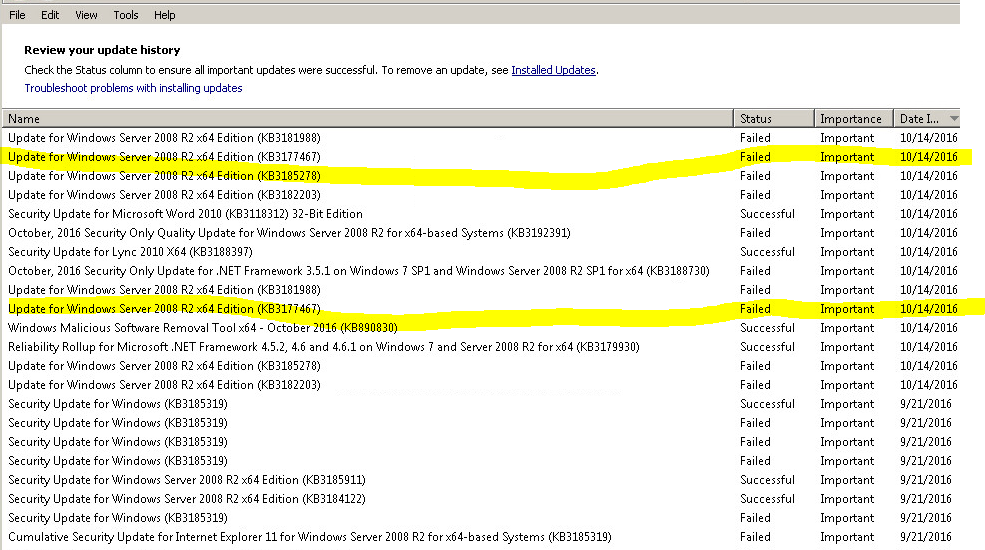 File Edit View Tools Help
Review your update history
Check the Status column to ensure all important updates were successful. To remove an update, see Installed Updates.
Troubleshoot problems with installing updates
Name Status Importance Date I...
Update for Windows Server 2008 R2 x64 Edition (KB3181988) Failed Important 10/14/2016
Update for Windows Server 2008 R2 x64 Edition (KB3177467) Failed Important 10/14/2016
Update for Windows Server 2008 R2 x64 Edition (KB3185278) Failed Important 10/14/2016
Update for Windows Server 2008 R2 x64 Edition (KB3182203) Failed Important 10/14/2016
Security Update for Microsoft Word 2010 (KB3118312) 32-Bit Edition Successful Important 10/14/2016
October, 2016 Security Only Quality Update for Windows Server 2008 R2 for x64-based Systems (KB3192391) Failed Important 10/14/2016
Security Update for Lync 2010 X64 (KB3188397) Successful Important 10/14/2016
October, 2016 Security Only Update for .NET Framework 3.5.1 on Windows 7 SP1 and Windows Server 2008 R2 SP1 for x64 (KB3188730) Failed Important 10/14/2016
Update for Windows Server 2008 R2 x64 Edition (KB3181988) Failed Important 10/14/2016
Update for Windows Server 2008 R2 x64 Edition (KB3177467) Failed Important 10/14/2016
Windows Malicious Software Removal Tool x64 - October 2016 (KB890830) Successful Important 10/14/2016
Reliability Rollup for Microsoft .NET Framework 4.5.2, 4.6 and 4.6.1 on Windows 7 and Server 2008 R2 for x64 (KB3179930) Successful Important 10/14/2016
Update for Windows Server 2008 R2 x64 Edition (KB3185278) Failed Important 10/14/2016
Update for Windows Server 2008 R2 x64 Edition (KB3182203) Failed Important 10/14/2016
Security Update for Windows (KB3185319) Successful Important 9/21/2016
Security Update for Windows (KB3185319) Failed Important 9/21/2016
Security Update for Windows (KB3185319) Failed Important 9/21/2016
Security Update for Windows (KB3185319) Failed Important 9/21/2016
Security Update for Windows Server 2008 R2 x64 Edition (KB3185911) Successful Important 9/21/2016
Security Update for Windows Server 2008 R2 x64 Edition (KB3184122) Successful Important 9/21/2016
Security Update for Windows (KB3185319) Failed Important 9/21/2016
Cumulative Security Update for Internet Explorer 11 for Windows Server 2008 R2 for x64-based Systems (KB3185319) Failed Important 9/21/2016